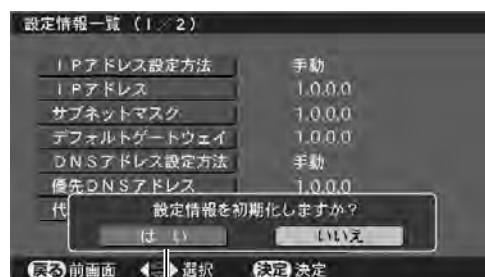 設定情報一覧（１／２）
ＩＰアドレス設定方法 手動
ＩＰアドレス 1.0.0.0
サブネットマスク 1.0.0.0
デフォルトゲートウェイ 1.0.0.0
ＤＮＳアドレス設定方法 手動
優先ＤＮＳアドレス 1.0.0.0
代
設定情報を初期化しますか？
はい いいえ
戻る 前画面 選択 決定 決定